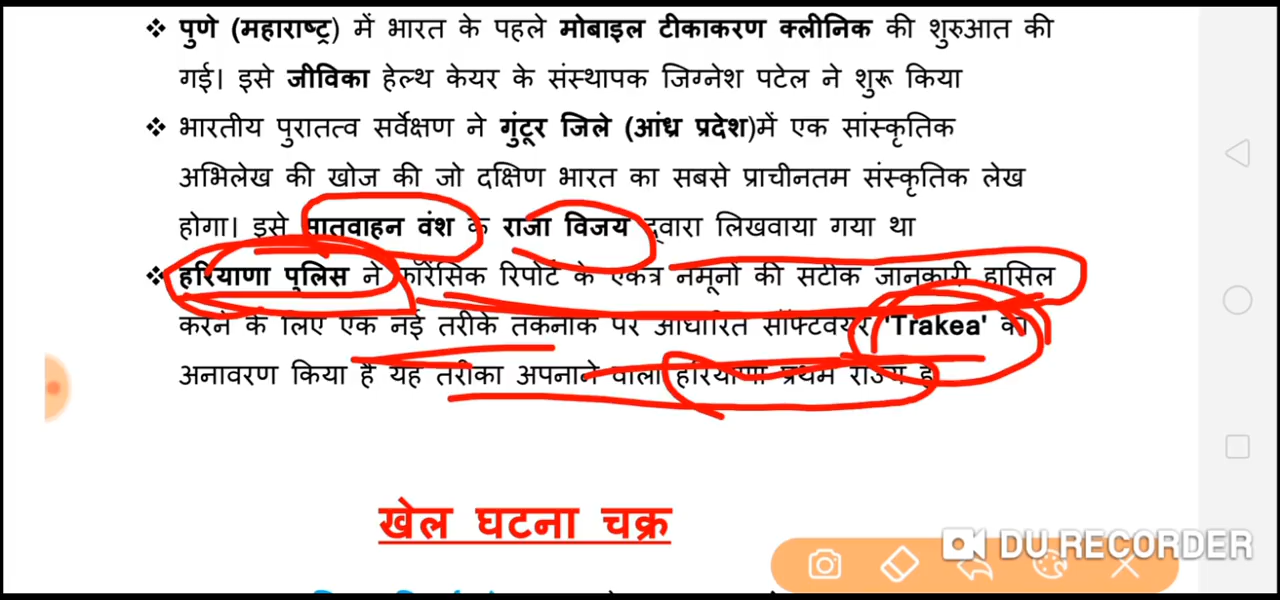 ❖ पुणे (महाराष्ट्र) में भारत के पहले मोबाइल टीकाकरण क्लीनिक की शुरुआत की
गई। इसे जीविका हेल्थ केयर के संस्थापक जिग्नेश पटेल ने शुरू किया
❖ भारतीय पुरातत्व सर्वेक्षण ने गुंटूर जिले (आंध्र प्रदेश)में एक सांस्कृतिक
अभिलेख की खोज की जो दक्षिण भारत का सबसे प्राचीनतम संस्कृतिक लेख
होगा। इसे सातवाहन वंश के राजा विजय द्वारा लिखवाया गया था
❖ हरियाणा पुलिस ने फॉरेंसिक रिपोर्ट के एकत्र नमूनों की सटीक जानकारी हासिल
करने के लिए एक नई तरीके तकनीक पर आधारित सॉफ्टवेयर 'Trakea' का
अनावरण किया है यह तरीका अपनाने वाला हरियाणा प्रथम राज्य है
खेल घटना चक्र
DU RECORDER